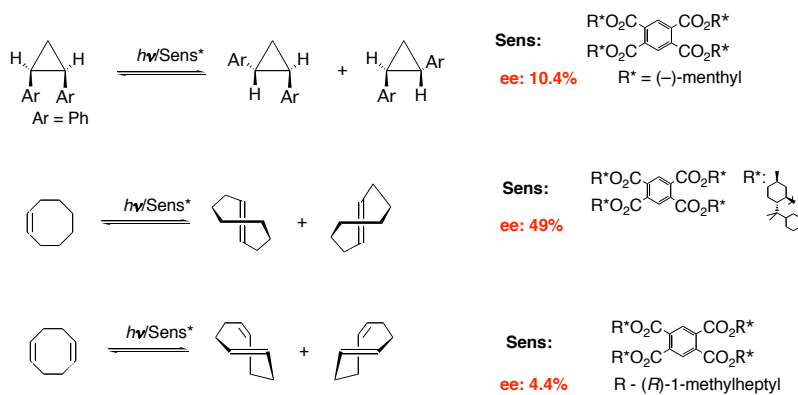 hν/Sens*
H
H
Ar
Ar
Ar = Ph
Ar
H
H
Ar
+
H
Ar
Ar
H
Sens:
ee: 10.4%
R*O2C
CO2R*
R*O2C
CO2R*
R* = (–)-menthyl
hν/Sens*
+
Sens:
ee: 49%
R*O2C
CO2R*
R*O2C
CO2R*
R*:
hν/Sens*
+
Sens:
ee: 4.4%
R*O2C
CO2R*
R*O2C
CO2R*
R - (R)-1-methylheptyl